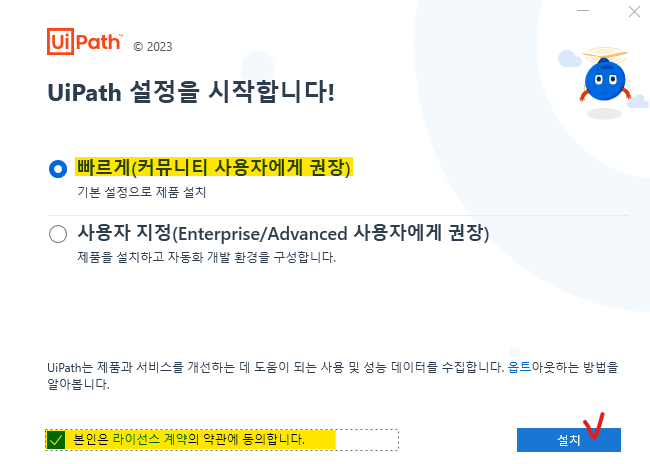 UiPath™ © 2023
UiPath 설정을 시작합니다!
빠르게(커뮤니티 사용자에게 권장)
기본 설정으로 제품 설치
사용자 지정(Enterprise/Advanced 사용자에게 권장)
제품을 설치하고 자동화 개발 환경을 구성합니다.
UiPath는 제품과 서비스를 개선하는 데 도움이 되는 사용 및 성능 데이터를 수집합니다. 옵트아웃하는 방법을
알아봅니다.
본인은 라이선스 계약의 약관에 동의합니다.
설치